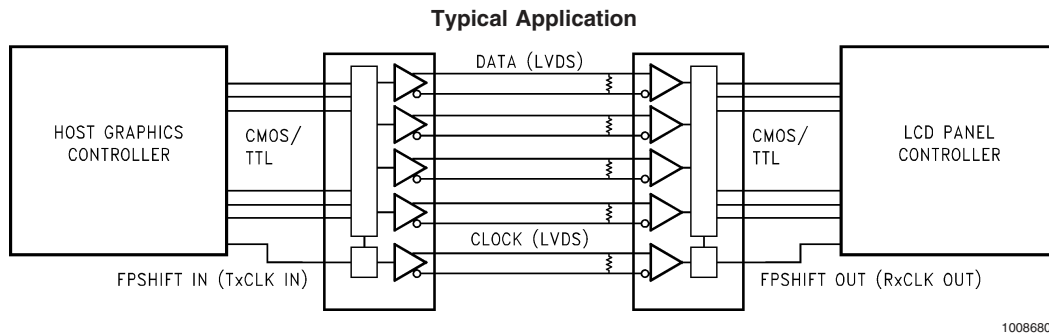 Typical Application
DATA (LVDS)
HOST GRAPHICS
CONTROLLER
CMOS/
TTL
CMOS/
TTL
LCD PANEL
CONTROLLER
CLOCK (LVDS)
FPSHIFT IN (TxCLK IN)
FPSHIFT OUT (RxCLK OUT)
1008680